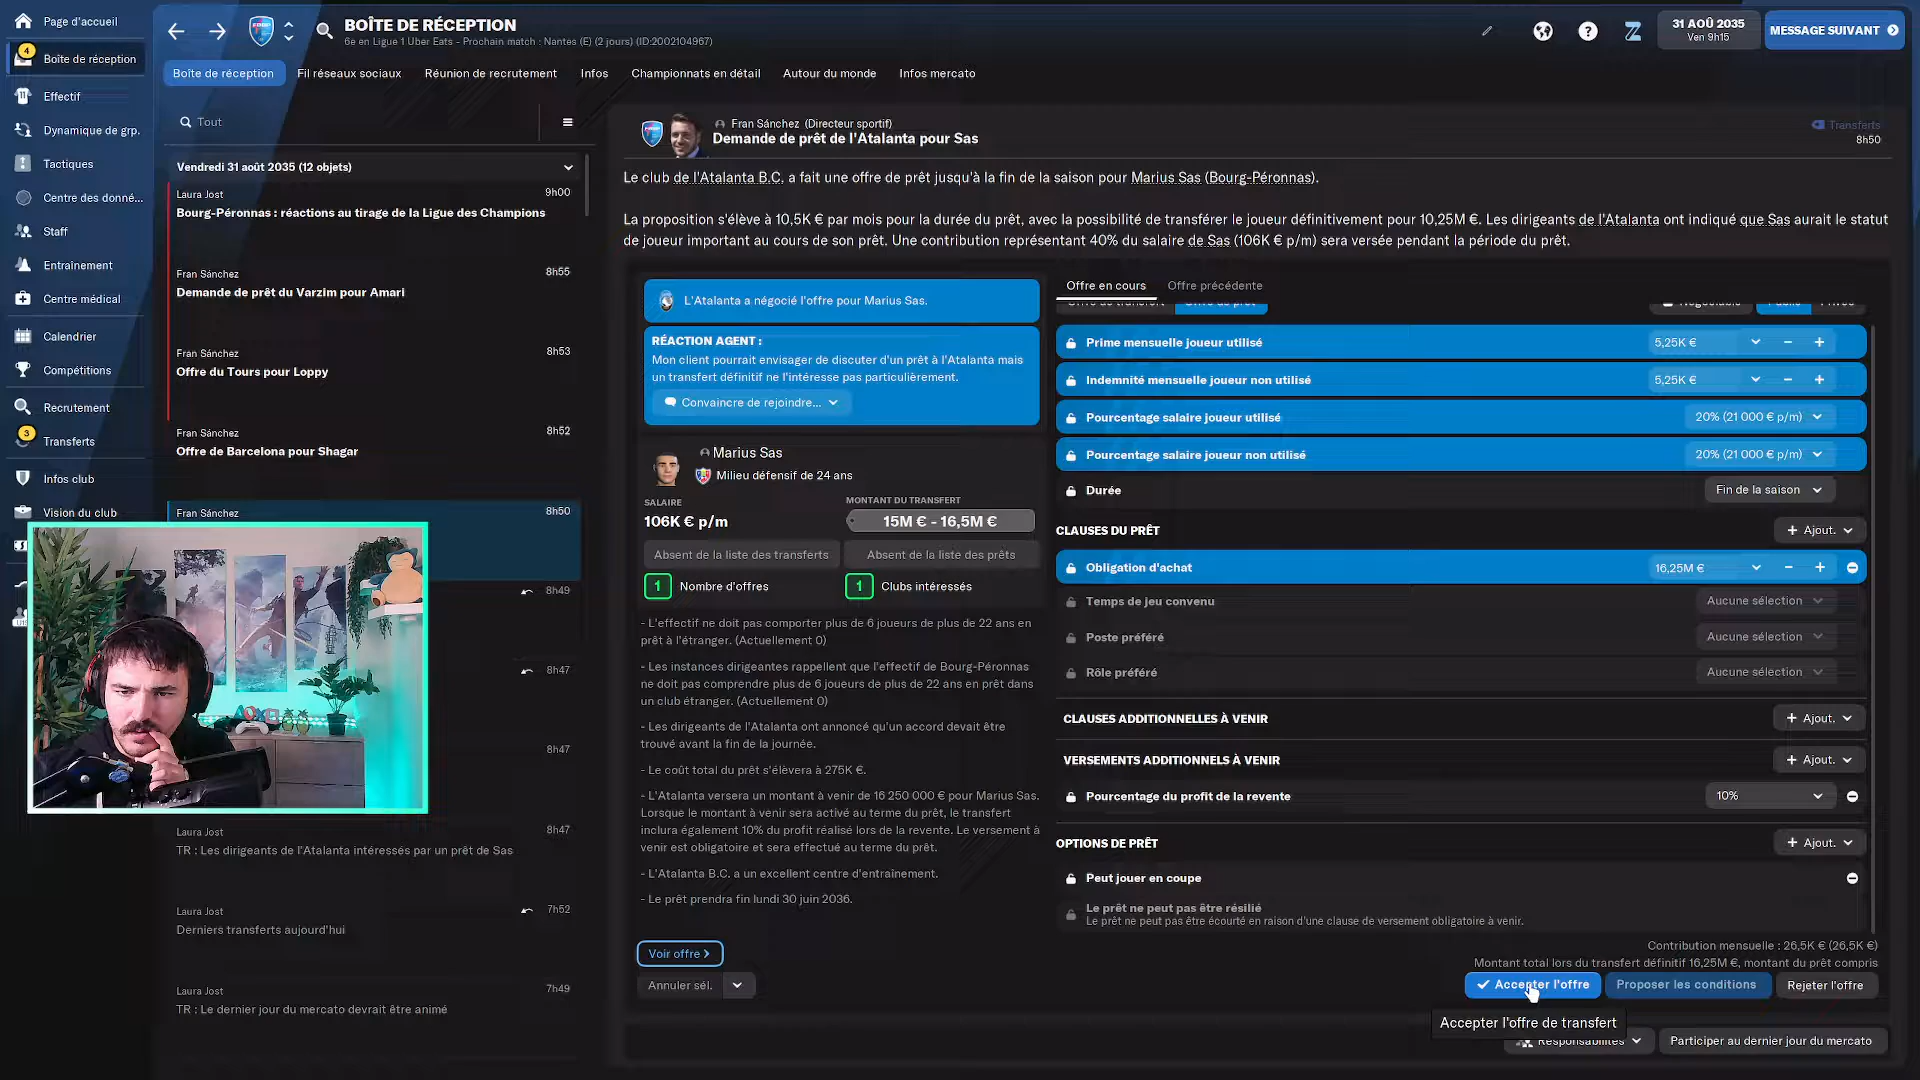 Page d'accueil
4
Boîte de réception
Effectif
Dynamique de grp.
Tactiques
Centre des donné...
Staff
Entraînement
Centre médical
Calendrier
Compétitions
Recrutement
3
Transferts
Infos club
Vision du club
BOÎTE DE RÉCEPTION
6e en Ligue 1 Uber Eats - Prochain match : Nantes (E) (2 jours) (ID:2002104967)
31 AOÛ 2035
Ven 9h15
MESSAGE SUIVANT
Boîte de réception
Fil réseaux sociaux
Réunion de recrutement
Infos
Championnats en détail
Autour du monde
Infos mercato
Tout
Vendredi 31 août 2035 (12 objets)
Laura Jost
9h00
Bourg-Péronnas : réactions au tirage de la Ligue des Champions
Fran Sánchez
8h55
Demande de prêt du Varzim pour Amari
Fran Sánchez
8h53
Offre du Tours pour Loppy
Fran Sánchez
8h52
Offre de Barcelona pour Shagar
Fran Sánchez
8h50
8h49
8h47
8h47
Laura Jost
8h47
TR : Les dirigeants de l'Atalanta intéressés par un prêt de Sas
Laura Jost
7h52
Derniers transferts aujourd'hui
Laura Jost
7h49
TR : Le dernier jour du mercato devrait être animé
Fran Sánchez (Directeur sportif)
Demande de prêt de l'Atalanta pour Sas
Transferts
8h50
Le club de l'Atalanta B.C. a fait une offre de prêt jusqu'à la fin de la saison pour Marius Sas (Bourg-Péronnas).
La proposition s'élève à 10,5K € par mois pour la durée du prêt, avec la possibilité de transférer le joueur définitivement pour 10,25M €. Les dirigeants de l'Atalanta ont indiqué que Sas aurait le statut
de joueur important au cours de son prêt. Une contribution représentant 40% du salaire de Sas (106K € p/m) sera versée pendant la période du prêt.
L'Atalanta a négocié l'offre pour Marius Sas.
RÉACTION AGENT :
Mon client pourrait envisager de discuter d'un prêt à l'Atalanta mais
un transfert définitif ne l'intéresse pas particulièrement.
Convaincre de rejoindre...
Marius Sas
Milieu défensif de 24 ans
SALAIRE
106K € p/m
MONTANT DU TRANSFERT
15M € - 16,5M €
Absent de la liste des transferts
Absent de la liste des prêts
1 Nombre d'offres
1 Clubs intéressés
- L'effectif ne doit pas comporter plus de 6 joueurs de plus de 22 ans en
prêt à l'étranger. (Actuellement 0)
- Les instances dirigeantes rappellent que l'effectif de Bourg-Péronnas
ne doit pas comprendre plus de 6 joueurs de plus de 22 ans en prêt dans
un club étranger. (Actuellement 0)
- Les dirigeants de l'Atalanta ont annoncé qu'un accord devait être
trouvé avant la fin de la journée.
- Le coût total du prêt s'élèvera à 275K €.
- L'Atalanta versera un montant à venir de 16 250 000 € pour Marius Sas.
Lorsque le montant à venir sera activé au terme du prêt, le transfert
inclura également 10% du profit réalisé lors de la revente. Le versement à
venir est obligatoire et sera effectué au terme du prêt.
- L'Atalanta B.C. a un excellent centre d'entraînement.
- Le prêt prendra fin lundi 30 juin 2036.
Voir offre
Annuler sél.
Offre en cours
Offre précédente
Prime mensuelle joueur utilisé
5,25K €
Indemnité mensuelle joueur non utilisé
5,25K €
Pourcentage salaire joueur utilisé
20% (21 000 € p/m)
Pourcentage salaire joueur non utilisé
20% (21 000 € p/m)
Durée
Fin de la saison
CLAUSES DU PRÊT
+ Ajout.
Obligation d'achat
16,25M €
Temps de jeu convenu
Aucune sélection
Poste préféré
Aucune sélection
Rôle préféré
Aucune sélection
CLAUSES ADDITIONNELLES À VENIR
+ Ajout.
VERSEMENTS ADDITIONNELS À VENIR
+ Ajout.
Pourcentage du profit de la revente
10%
OPTIONS DE PRÊT
+ Ajout.
Peut jouer en coupe
Le prêt ne peut pas être résilié
Le prêt ne peut pas être écourté en raison d'une clause de versement obligatoire à venir.
Contribution mensuelle : 26,5K € (26,5K €)
Montant total lors du transfert définitif 16,25M €, montant du prêt compris
Accepter l'offre
Proposer les conditions
Rejeter l'offre
Accepter l'offre de transfert
Responsabilités
Participer au dernier jour du mercato